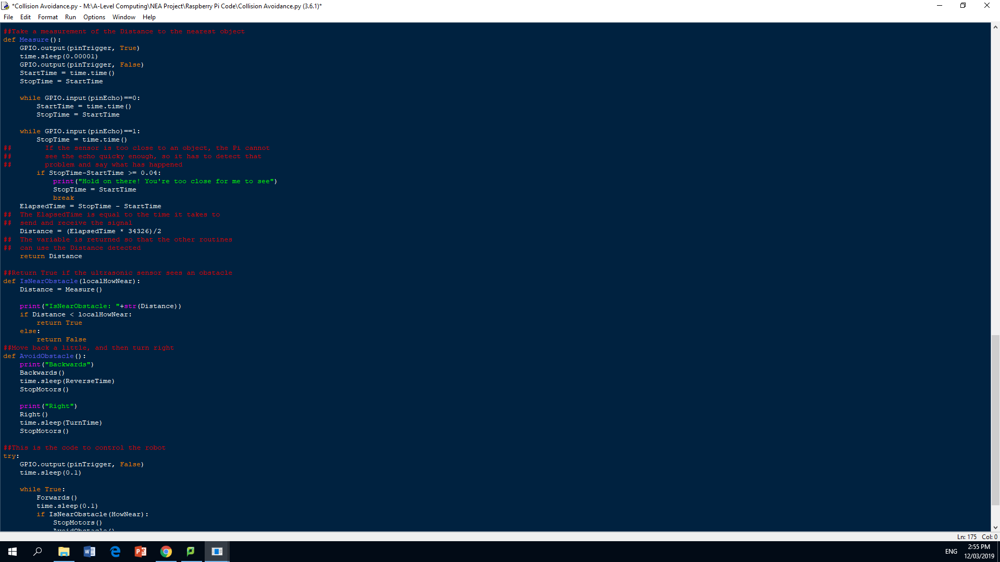 *Collision Avoidance.py - M:\A-Level Computing\NEA Project\Raspberry Pi Code\Collision Avoidance.py (3.6.1)*
File Edit Format Run Options Window Help
##Take a measurement of the Distance to the nearest object
def Measure():
    GPIO.output(pinTrigger, True)
    time.sleep(0.00001)
    GPIO.output(pinTrigger, False)
    StartTime = time.time()
    StopTime = StartTime

    while GPIO.input(pinEcho)==0:
        StartTime = time.time()
        StopTime = StartTime

    while GPIO.input(pinEcho)==1:
        StopTime = time.time()
##        If the sensor is too close to an object, the Pi cannot
##        see the echo quicky enough, so it has to detect that
##        problem and say what has happened
        if StopTime-StartTime >= 0.04:
            print("Hold on there! You're too close for me to see")
            StopTime = StartTime
            break
    ElapsedTime = StopTime - StartTime
##  The ElapsedTime is equal to the time it takes to
##  send and receive the signal
    Distance = (ElapsedTime * 34326)/2
##  The variable is returned so that the other routines
##  can use the Distance detected
    return Distance

##Return True if the ultrasonic sensor sees an obstacle
def IsNearObstacle(localHowNear):
    Distance = Measure()

    print("IsNearObstacle: "+str(Distance))
    if Distance < localHowNear:
        return True
    else:
        return False
##Move back a little, and then turn right
def AvoidObstacle():
    print("Backwards")
    Backwards()
    time.sleep(ReverseTime)
    StopMotors()

    print("Right")
    Right()
    time.sleep(TurnTime)
    StopMotors()

##This is the code to control the robot
try:
    GPIO.output(pinTrigger, False)
    time.sleep(0.1)

    while True:
        Forwards()
        time.sleep(0.1)
        if IsNearObstacle(HowNear):
            StopMotors()
            AvoidObstacle()
Ln: 175 Col: 0
ENG
2:55 PM
12/03/2019